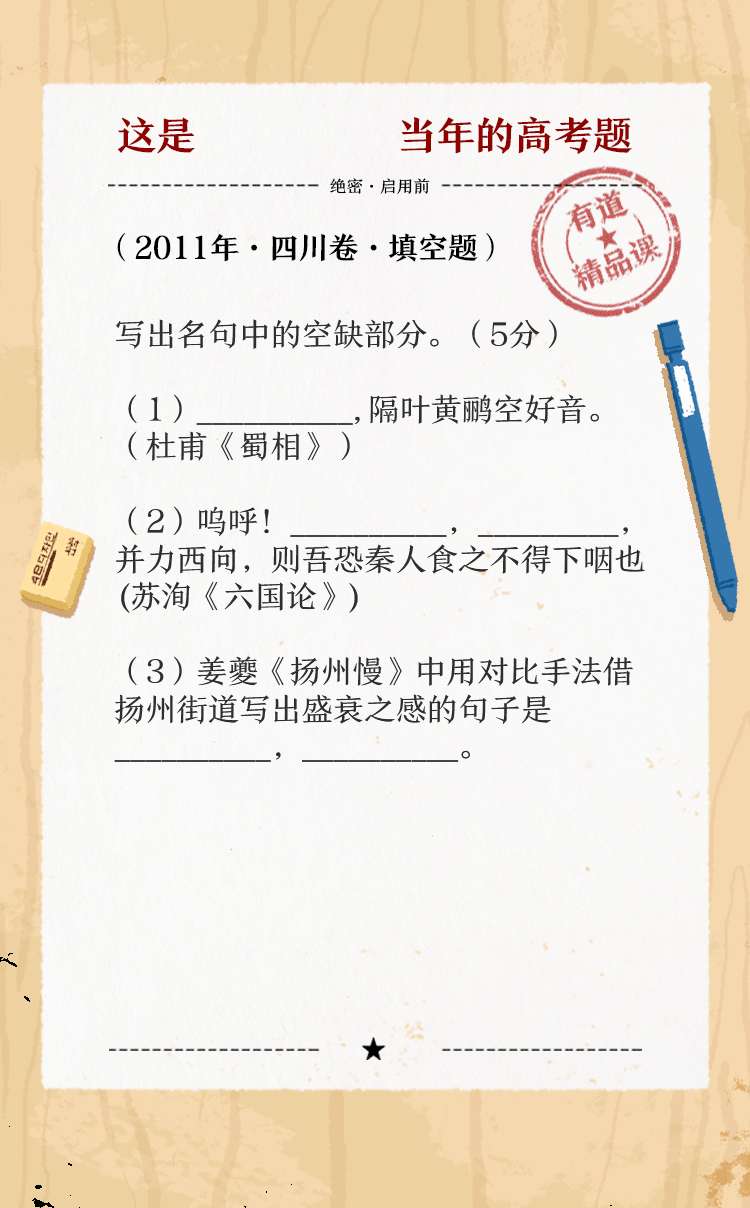 这是 当年的高考题
绝密·启用前
有道
精品课
（2011年·四川卷·填空题）
写出名句中的空缺部分。（5分）
（1）__________,隔叶黄鹂空好音。
（杜甫《蜀相》）
（2）呜呼！__________，_________，
并力西向，则吾恐秦人食之不得下咽也
(苏洵《六国论》)
（3）姜夔《扬州慢》中用对比手法借
扬州街道写出盛衰之感的句子是
__________，__________。